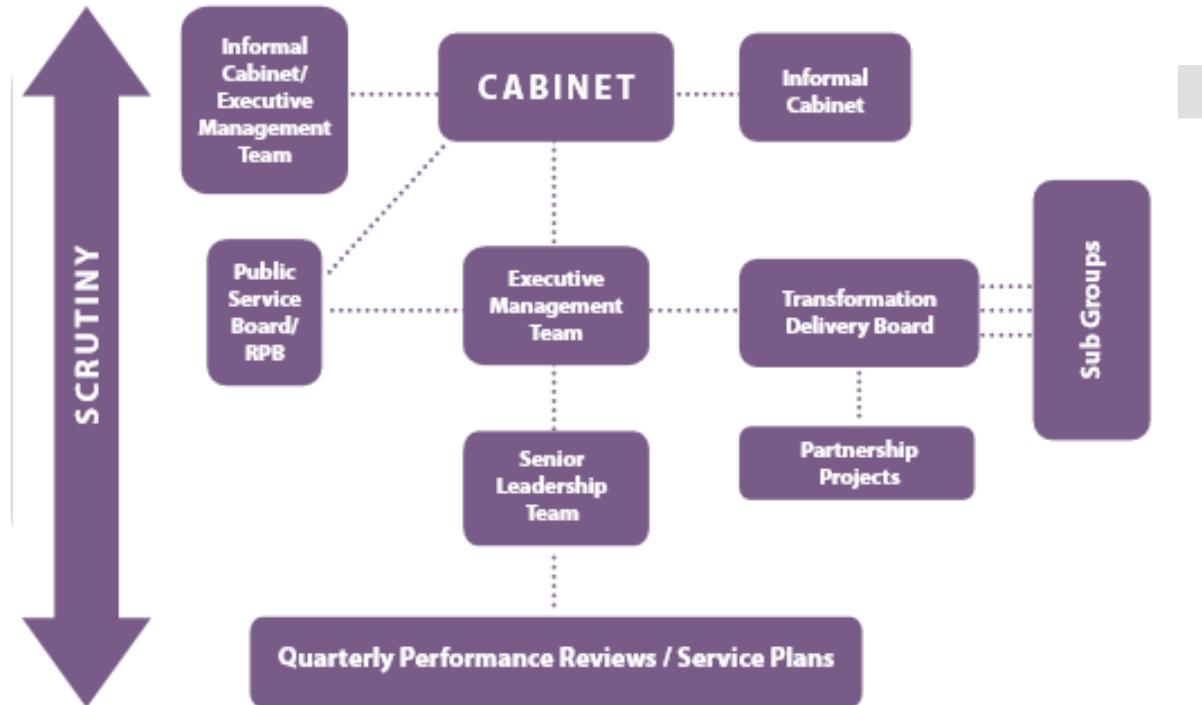 Informal
Cabinet/
Executive
Management
Team
CABINET
Informal
Cabinet
SCRUTINY
Public
Service
Board/
RPB
Executive
Management
Team
Transformation
Delivery Board
Sub Groups
Senior
Leadership
Team
Partnership
Projects
Quarterly Performance Reviews / Service Plans